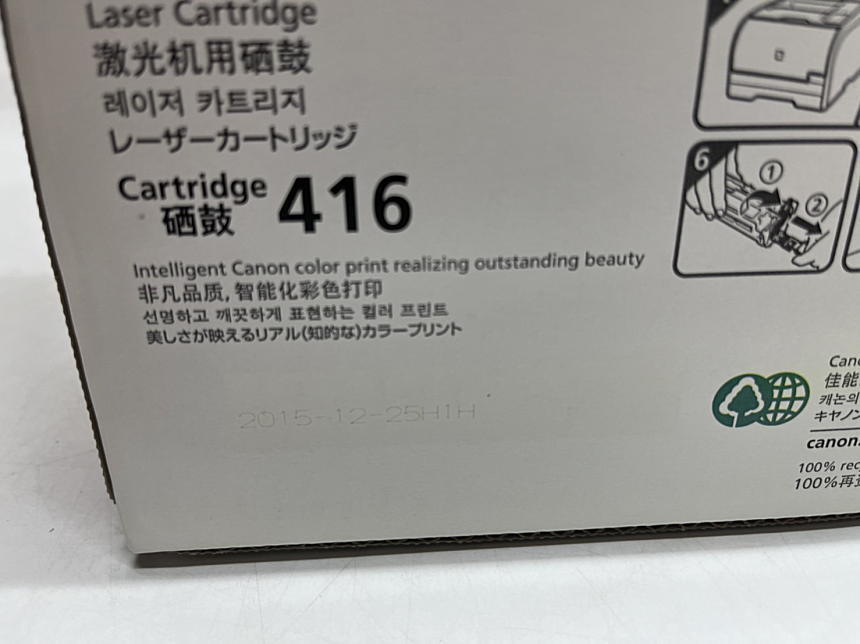 Laser Cartridge
激光机用硒鼓
레이저 카트리지
レーザーカートリッジ
Cartridge
硒鼓
416
Intelligent Canon color print realizing outstanding beauty
非凡品质,智能化彩色打印
선명하고 깨끗하게 표현하는 컬러 프린트
美しさが映えるリアル(知的な)カラープリント
2015-12-25H1H
6
①
②
佳能
캐논의
キヤノン
canon.
100%
100%再